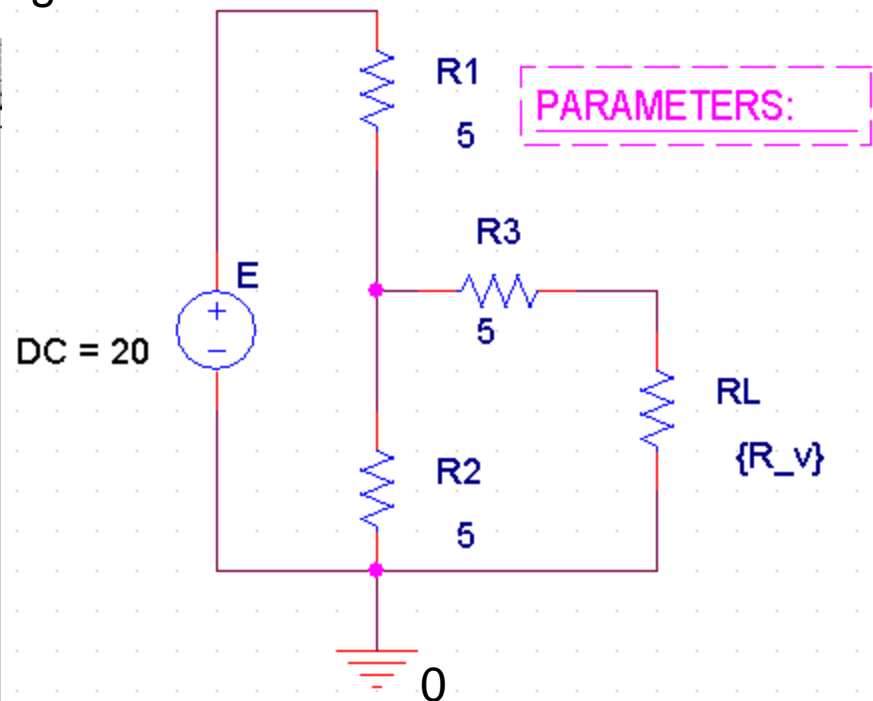 R1
5
PARAMETERS:
R3
5
E
+
−
DC = 20
RL
{R_v}
R2
5
0